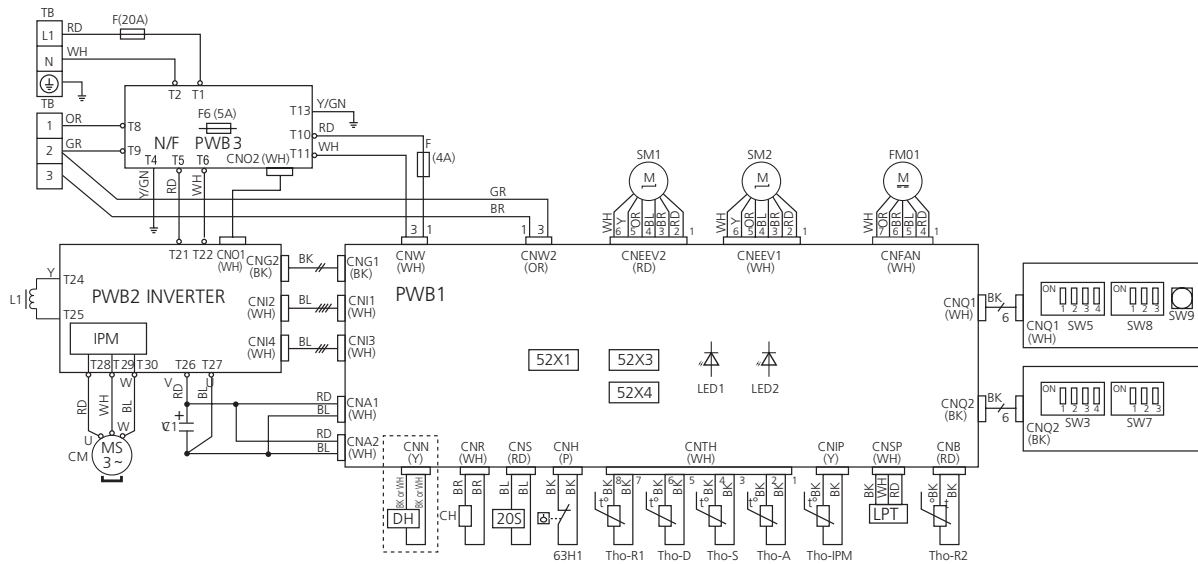 TB
L1
RD
F(20A)
N
WH
TB
1
OR
2
GR
3
T2
T1
F6 (5A)
T13
Y/GN
T8
N/F
PWB3
T10
RD
T9
T11
WH
T4
T5
T6
CNO2 (WH)
F
(4A)
Y/GN
RD
WH
GR
BR
3
1
1
3
SM1
M
WH
Y
OR
BL
BR
RD
6
5
4
3
2
1
SM2
M
WH
Y
OR
BL
BR
RD
6
5
4
3
2
1
FM01
M
WH
OR
BR
BL
RD
7
6
5
4
1
T21
T22
CNO1
(WH)
CNG2
(BK)
BK
CNG1
(BK)
CNW
(WH)
CNW2
(OR)
CNEEV2
(RD)
CNEEV1
(WH)
CNFAN
(WH)
Y
T24
L1
T25
PWB2 INVERTER
CNI2
(WH)
BL
CNI1
(WH)
PWB1
CNI4
(WH)
BL
CNI3
(WH)
IPM
T28
T29
T30
T26
T27
W
V
U
RD
WH
BL
RD
BL
U
W
CM
MS
3~
+
C1
RD
BL
CNA1
(WH)
RD
BL
CNA2
(WH)
52X1
52X3
52X4
LED1
LED2
CNQ1
(WH)
BK
6
CNQ1
(WH)
ON
1 2 3 4
SW5
ON
1 2 3
SW8
SW9
CNQ2
(BK)
BK
6
CNQ2
(BK)
ON
1 2 3 4
SW3
ON
1 2 3
SW7
CNN
(Y)
CNR
(WH)
CNS
(RD)
CNH
(P)
CNTH
(WH)
CNIP
(Y)
CNSP
(WH)
CNB
(RD)
BK or WH
BK or WH
DH
BR
BR
CH
BL
BL
20S
BK
BK
63H1
8
7
BK
BK
t°
Tho-R1
6
5
BK
BK
t°
Tho-D
4
3
BK
BK
t°
Tho-S
2
1
BK
BK
t°
Tho-A
BK
BK
t°
Tho-IPM
BK
WH
RD
LPT
BK
BK
t°
Tho-R2